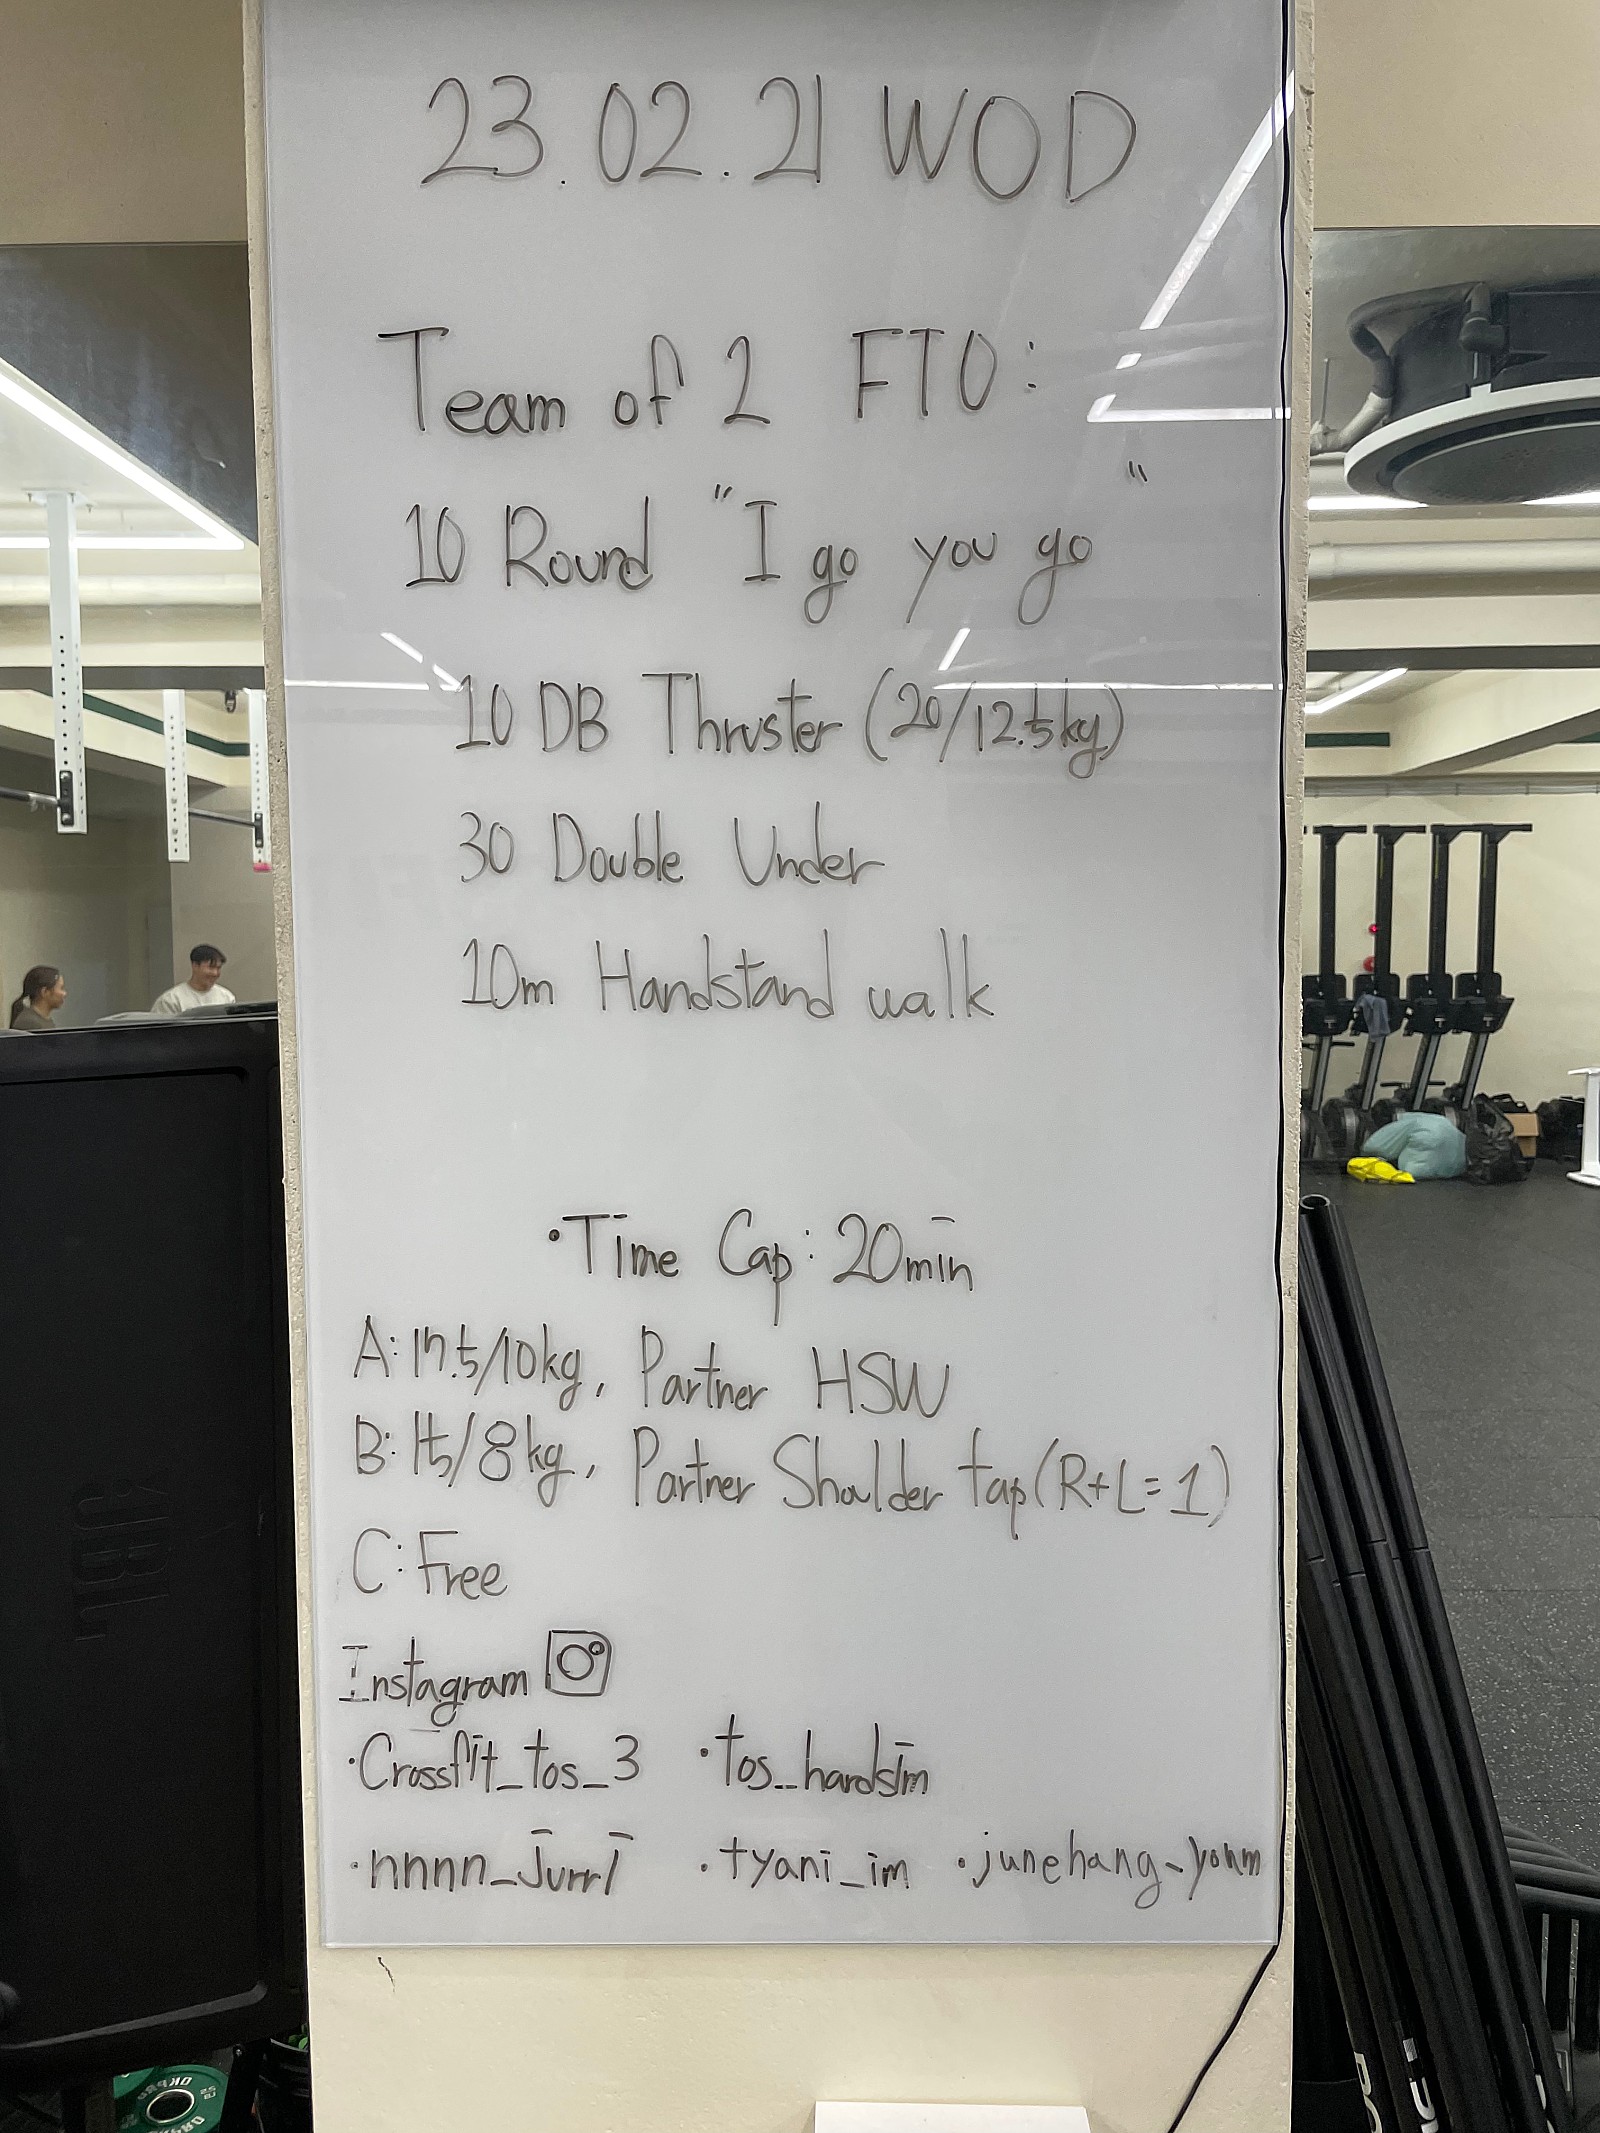 23.02.21 WOD
Team of 2 FTO:
10 Round "I go you go"
10 DB Thruster (20/12.5kg)
30 Double Under
10m Handstand walk
•Time Cap: 20min
A: 17.5/10kg, Partner HSW
B: 15/8kg, Partner Shoulder tap (R+L=1)
C: Free
Instagram
•Crossfit_tos_3 •tos_hardsim
•nnnn_jurrl •tyani_im •junehang_yohm
JBL